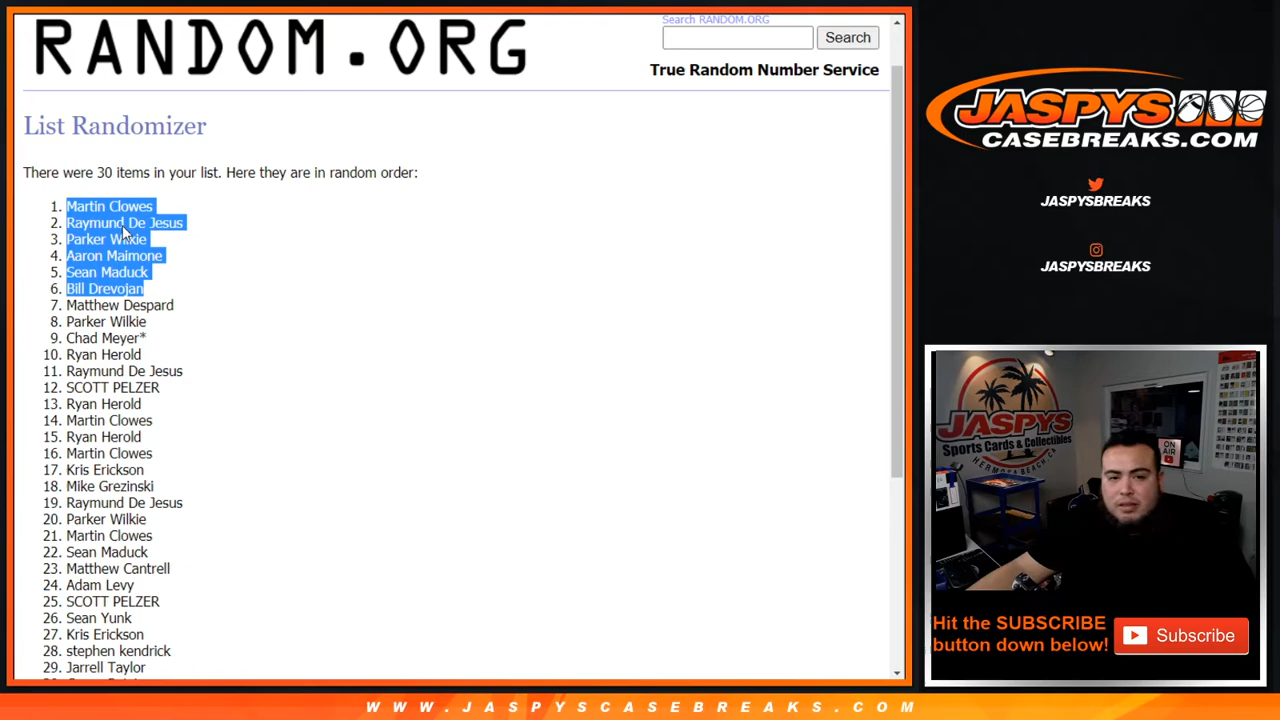 RANDOM.ORG
Search RANDOM.ORG
Search
True Random Number Service
List Randomizer
There were 30 items in your list. Here they are in random order:
1. Martin Clowes
2. Raymund De Jesus
3. Parker Wilkie
4. Aaron Maimone
5. Sean Maduck
6. Bill Drevojan
7. Matthew Despard
8. Parker Wilkie
9. Chad Meyer*
10. Ryan Herold
11. Raymund De Jesus
12. SCOTT PELZER
13. Ryan Herold
14. Martin Clowes
15. Ryan Herold
16. Martin Clowes
17. Kris Erickson
18. Mike Grezinski
19. Raymund De Jesus
20. Parker Wilkie
21. Martin Clowes
22. Sean Maduck
23. Matthew Cantrell
24. Adam Levy
25. SCOTT PELZER
26. Sean Yunk
27. Kris Erickson
28. stephen kendrick
29. Jarrell Taylor
JASPYS
CASEBREAKS.COM
JASPYSBREAKS
JASPYSBREAKS
JASPYS
Sports Cards & Collectibles
HERMOSA BEACH, CA
ON
AIR
Hit the SUBSCRIBE
button down below!
Subscribe
WWW.JASPYSCASEBREAKS.COM